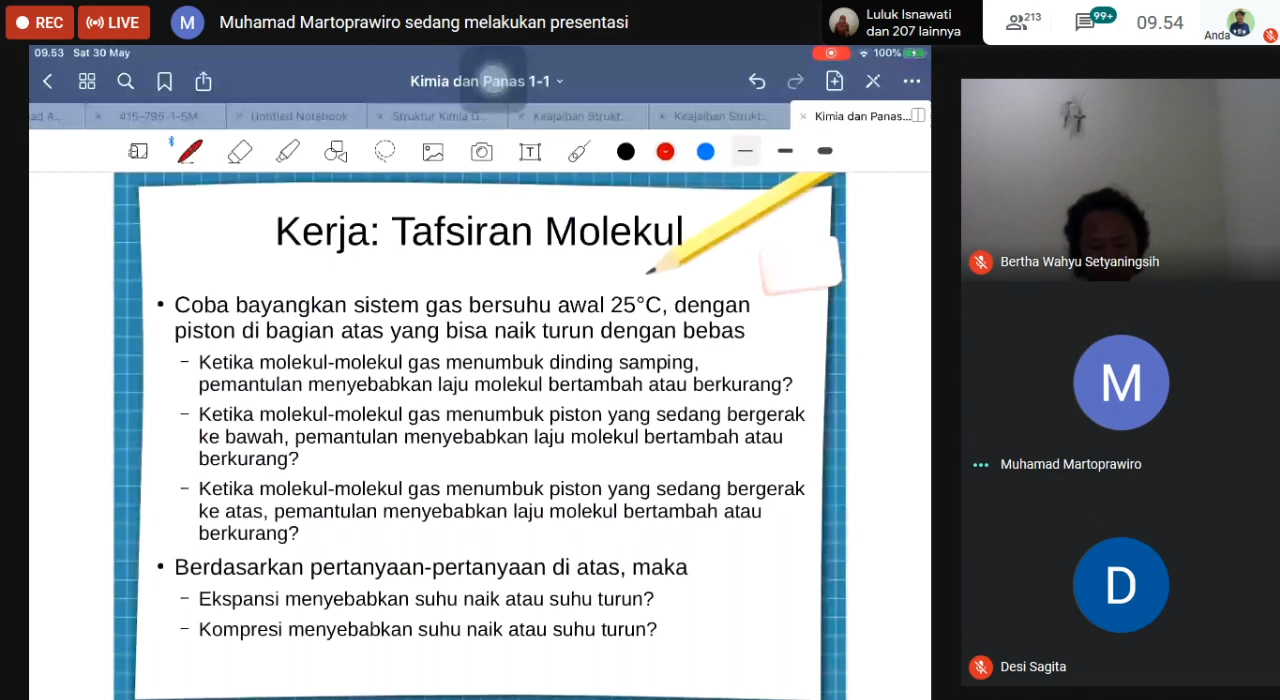 REC
LIVE
M
Muhamad Martoprawiro sedang melakukan presentasi
Luluk Isnawati
dan 207 lainnya
213
99+
09.54
Anda
09.53 Sat 30 May
100%
Kimia dan Panas 1-1
ad A...
415-795-1-SM
Untitled Notebook
Struktur Kimia G...
Keajaiban Strukt...
Keajaiban Strukt...
Kimia dan Panas...
T
Kerja: Tafsiran Molekul
• Coba bayangkan sistem gas bersuhu awal 25°C, dengan
piston di bagian atas yang bisa naik turun dengan bebas
– Ketika molekul-molekul gas menumbuk dinding samping,
pemantulan menyebabkan laju molekul bertambah atau berkurang?
– Ketika molekul-molekul gas menumbuk piston yang sedang bergerak
ke bawah, pemantulan menyebabkan laju molekul bertambah atau
berkurang?
– Ketika molekul-molekul gas menumbuk piston yang sedang bergerak
ke atas, pemantulan menyebabkan laju molekul bertambah atau
berkurang?
• Berdasarkan pertanyaan-pertanyaan di atas, maka
– Ekspansi menyebabkan suhu naik atau suhu turun?
– Kompresi menyebabkan suhu naik atau suhu turun?
Bertha Wahyu Setyaningsih
M
Muhamad Martoprawiro
D
Desi Sagita